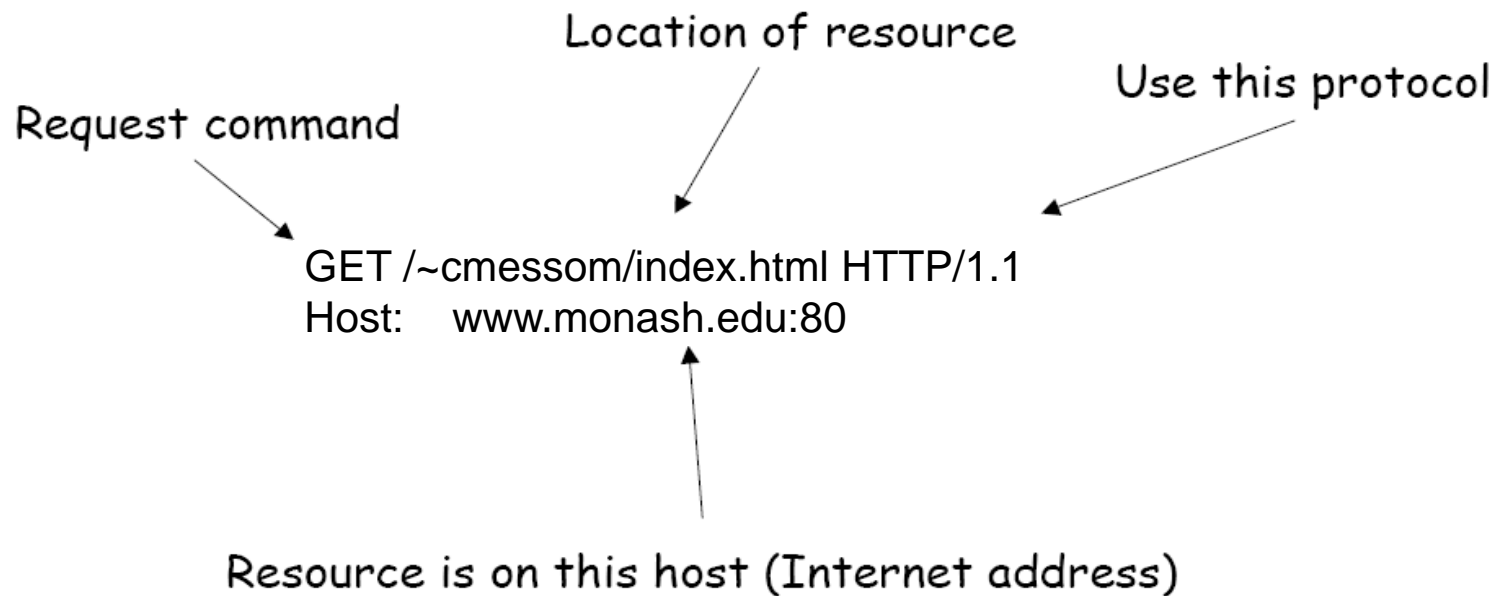 Location of resource
Use this protocol
Request command
GET /~cmessom/index.html HTTP/1.1
Host: www.monash.edu:80
Resource is on this host (Internet address)